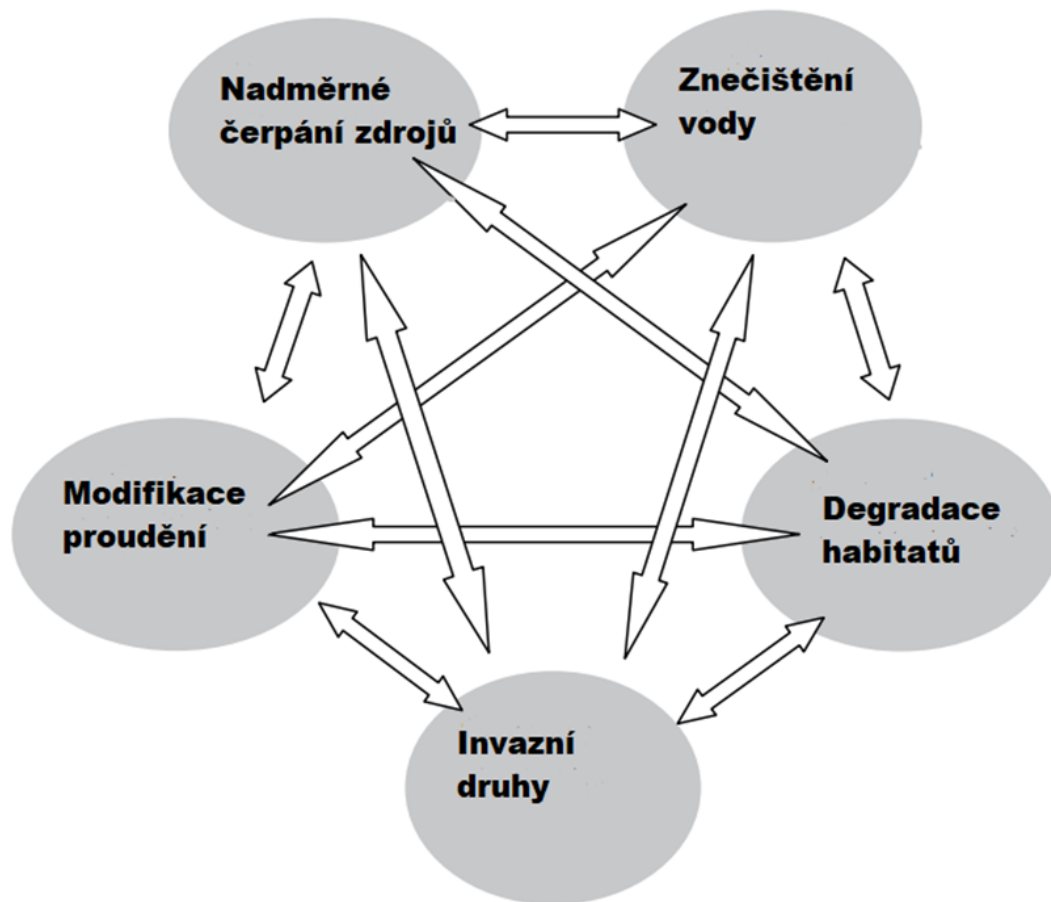 Nadměrné
čerpání zdrojů
Znečištění
vody
Modifikace
proudění
Degradace
habitatů
Invazní
druhy